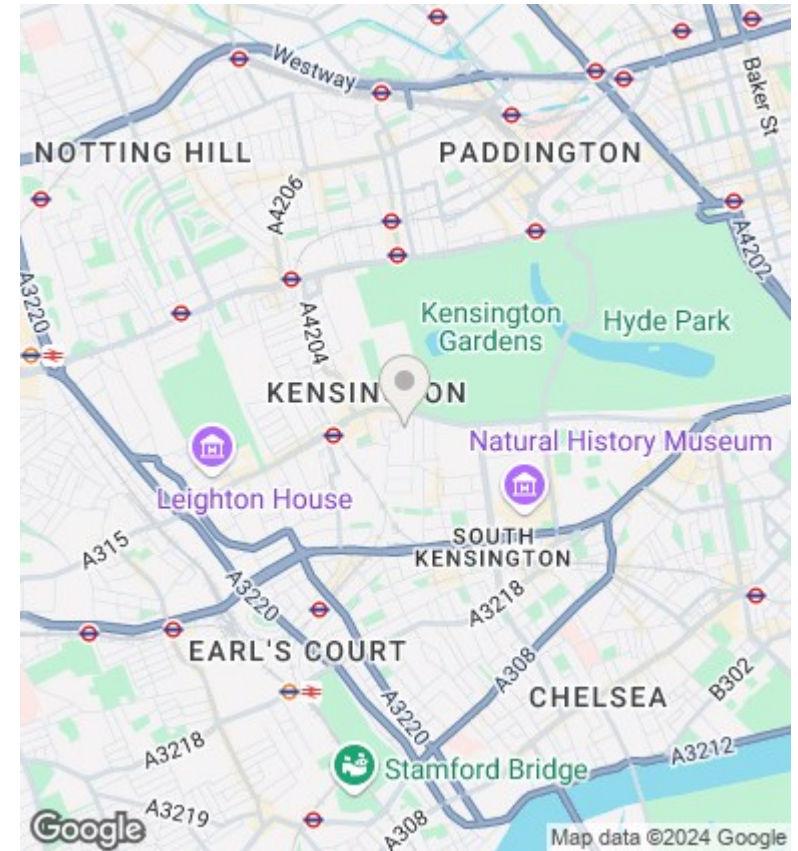 Westway
Baker St
NOTTING HILL
PADDINGTON
A4206
A4202
A3220
A4204
Kensington
Gardens
Hyde Park
KENSINGTON
Natural History Museum
Leighton House
SOUTH
KENSINGTON
A315
A3220
A3218
EARL'S COURT
A308
B302
CHELSEA
A3220
A3218
A3212
Stamford Bridge
A3219
A308
Google
Map data ©2024 Google